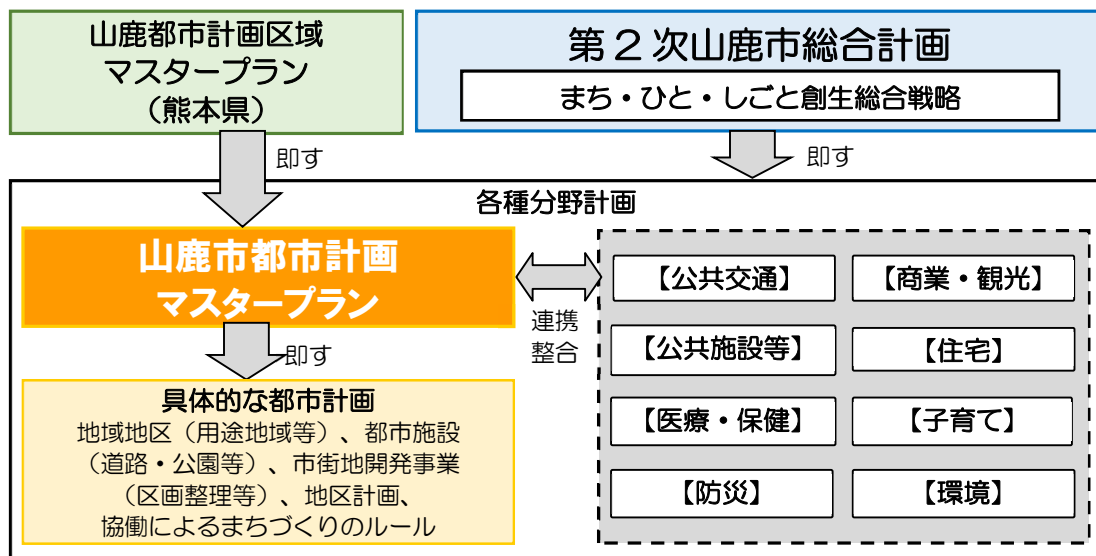 山鹿都市計画区域
マスタープラン
（熊本県）
第２次山鹿市総合計画
まち・ひと・しごと創生総合戦略
即す
即す
各種分野計画
山鹿市都市計画
マスタープラン
連携
整合
即す
具体的な都市計画
地域地区（用途地域等）、都市施設
（道路・公園等）、市街地開発事業
（区画整理等）、地区計画、
協働によるまちづくりのルール
【公共交通】
【商業・観光】
【公共施設等】
【住宅】
【医療・保健】
【子育て】
【防災】
【環境】